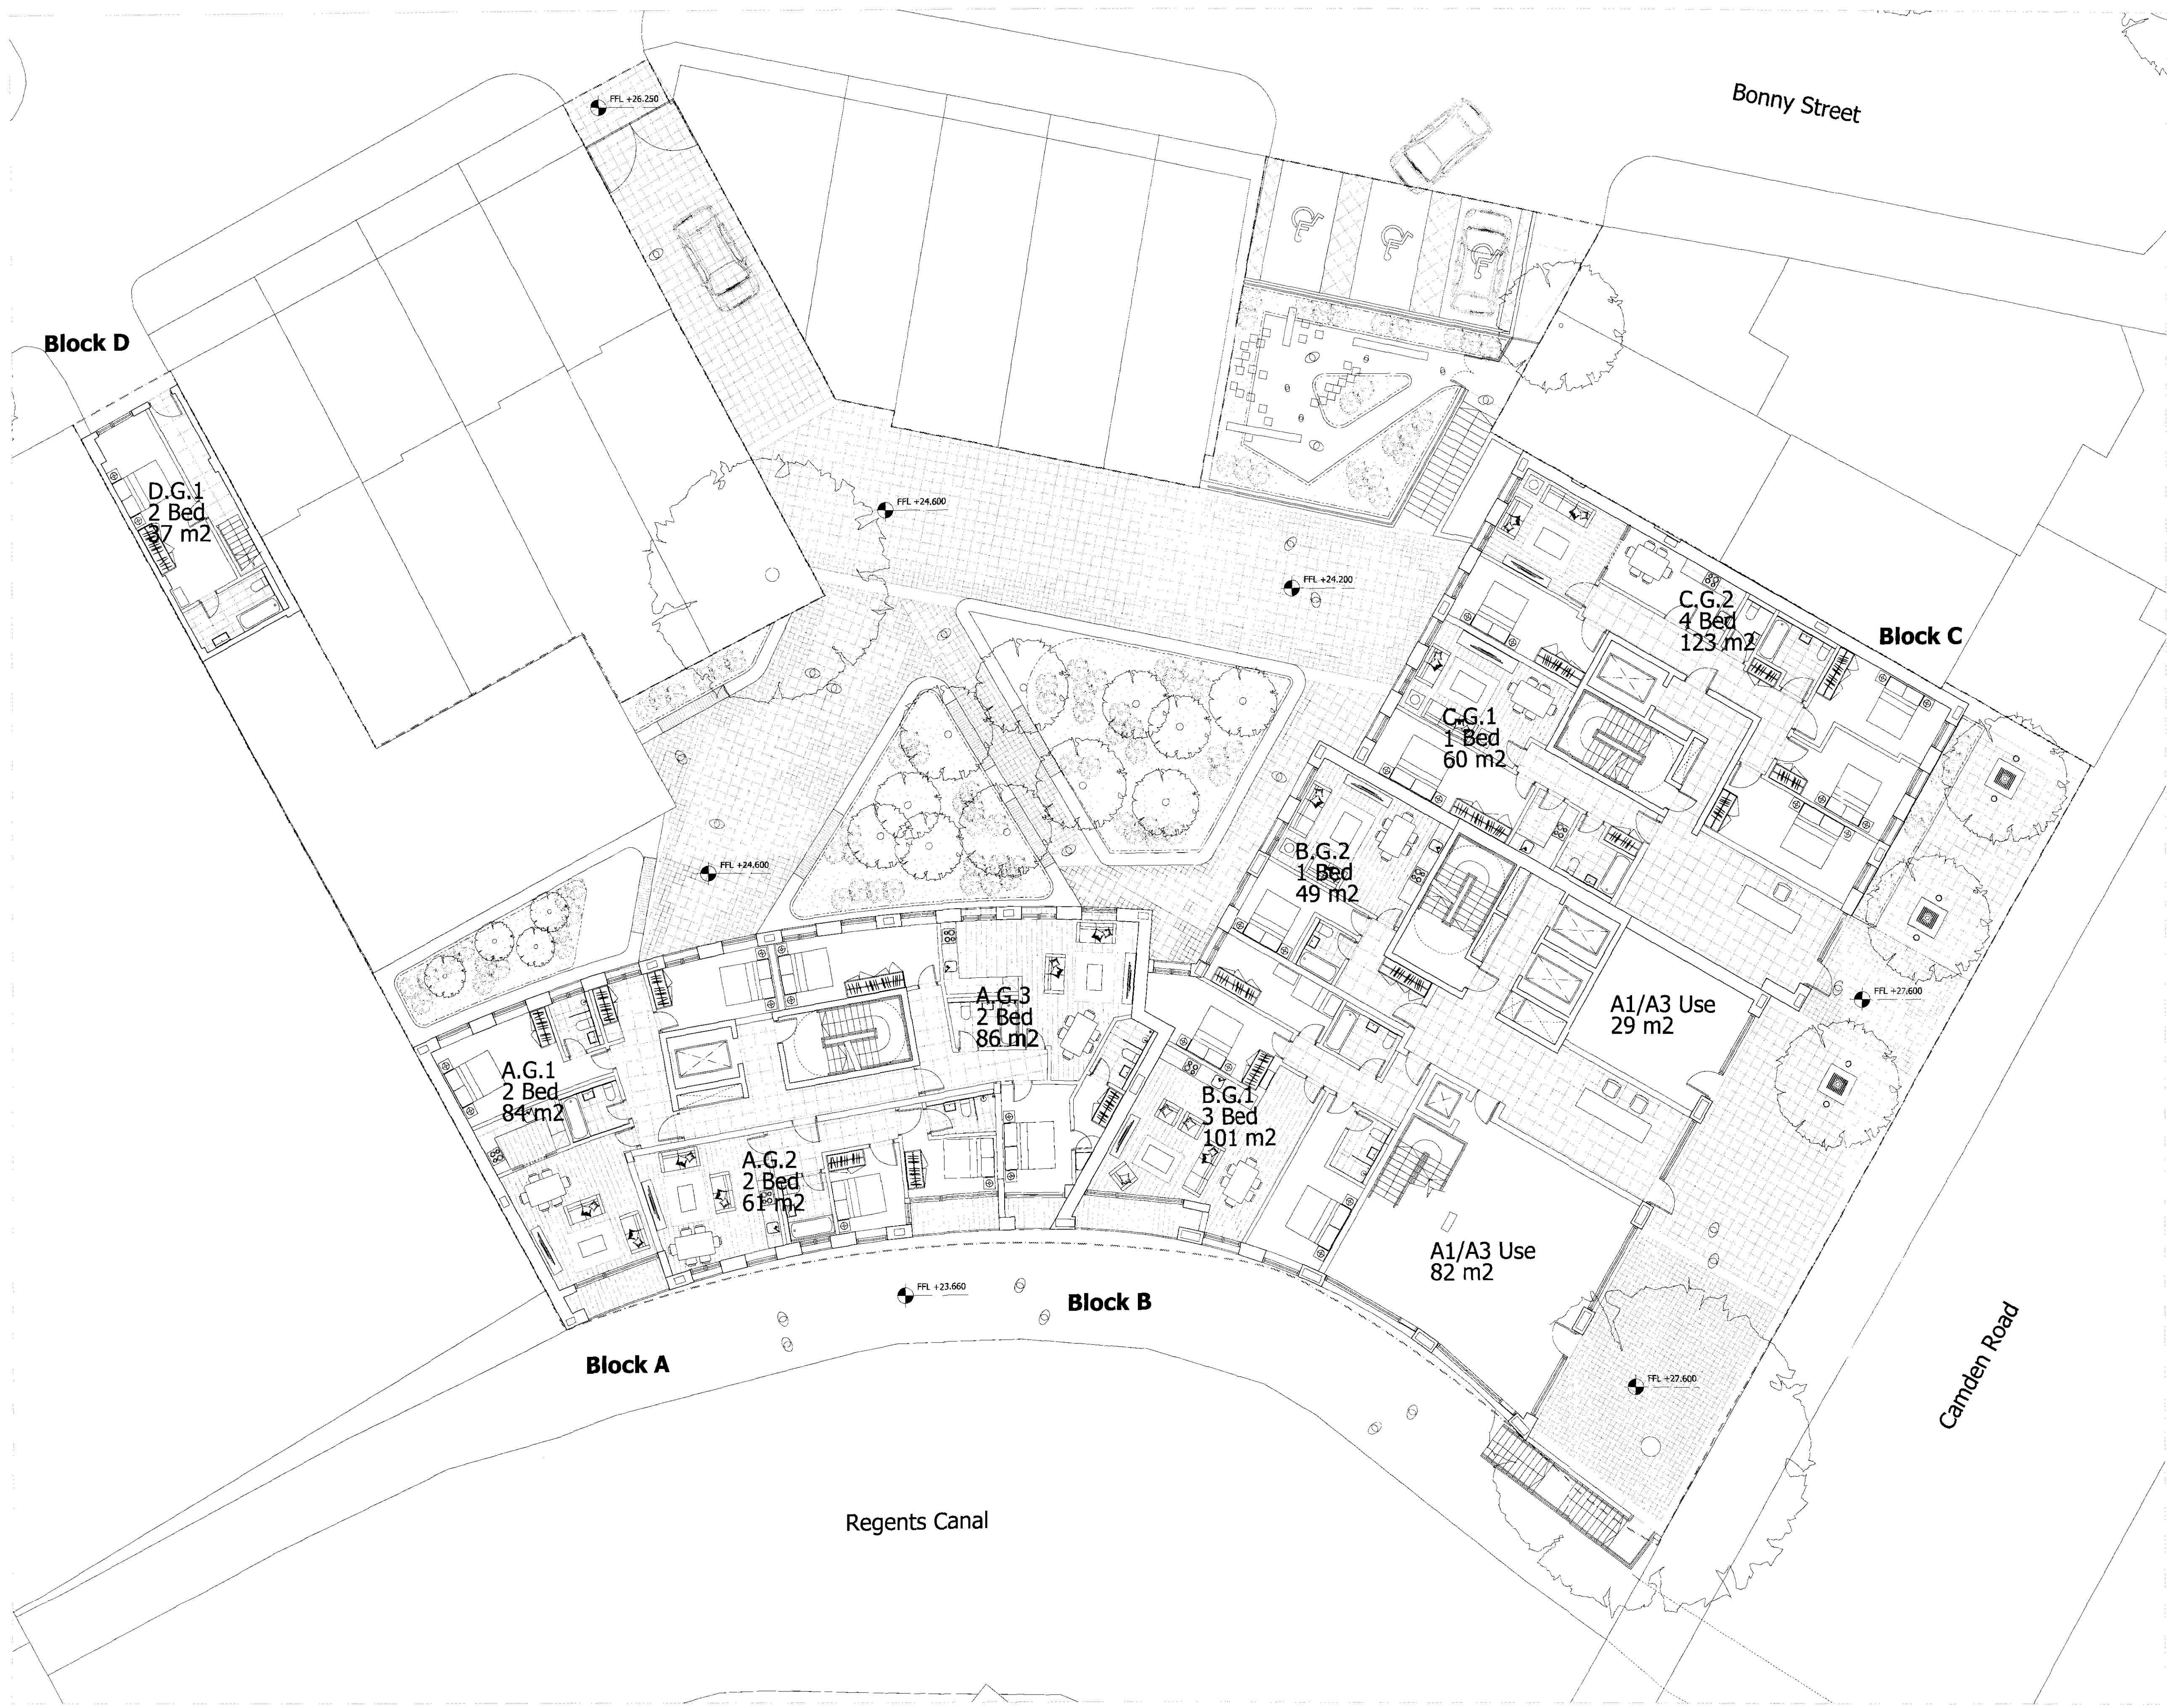 FFL +26.250
Bonny Street
Block D
D.G.1
2 Bed
37 m2
FFL +24.600
FFL +24.200
C.G.2
4 Bed
123 m2
Block C
C.G.1
1 Bed
60 m2
B.G.2
1 Bed
49 m2
FFL +24.600
A.G.3
2 Bed
86 m2
A1/A3 Use
29 m2
FFL +27.600
A.G.1
2 Bed
84 m2
B.G.1
3 Bed
101 m2
A.G.2
2 Bed
61 m2
A1/A3 Use
82 m2
FFL +23.660
Block B
Block A
FFL +27.600
Camden Road
Regents Canal